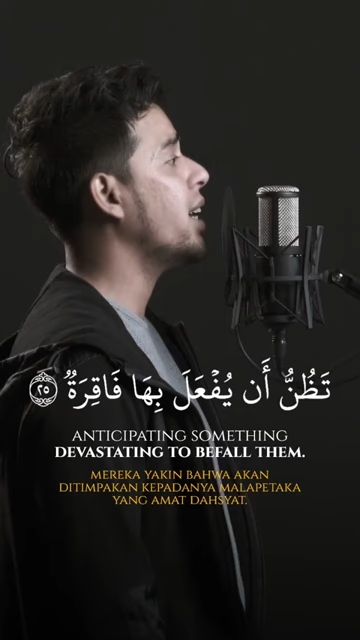 تَظُنُّ أَن يُفْعَلَ بِهَا فَاقِرَةٌ ٢٥
ANTICIPATING SOMETHING
DEVASTATING TO BEFALL THEM.
MEREKA YAKIN BAHWA AKAN
DITIMPAKAN KEPADANYA MALAPETAKA
YANG AMAT DAHSYAT.